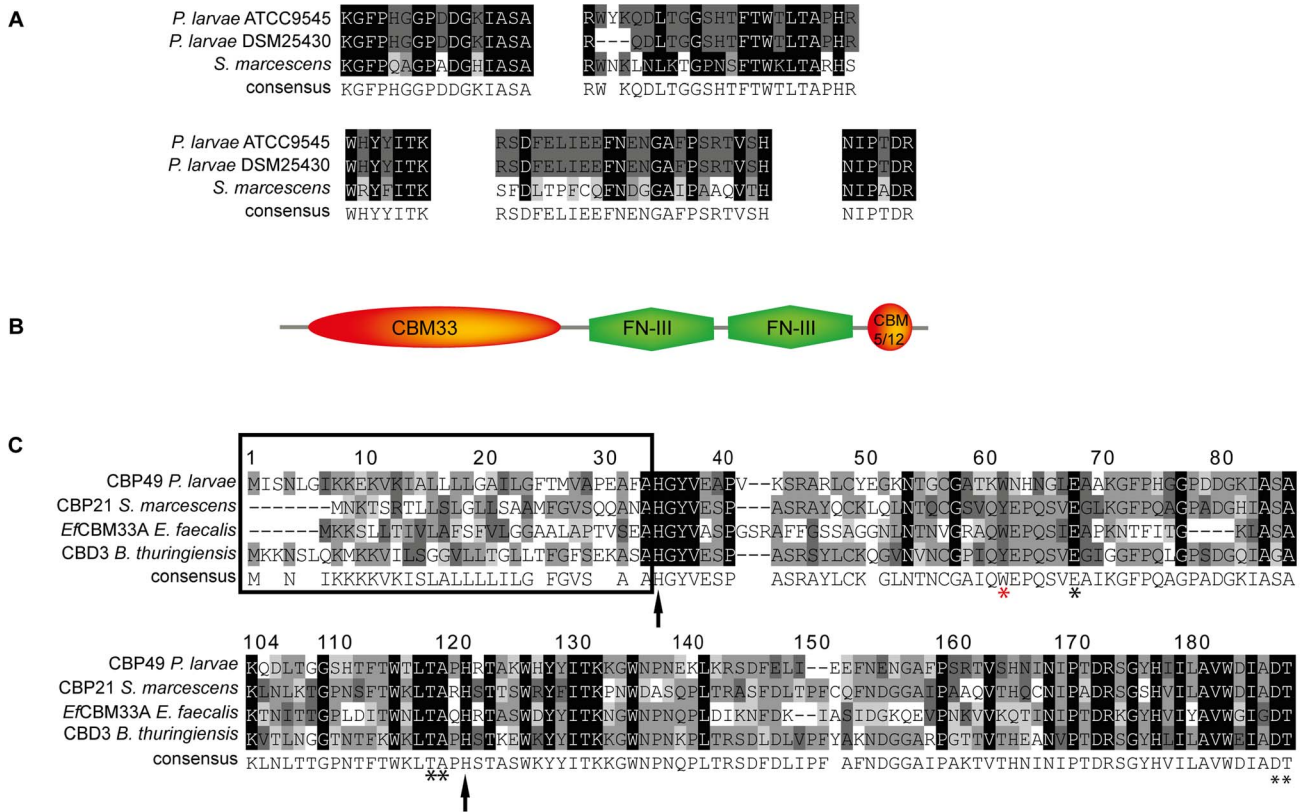 A
P. larvae ATCC9545 KGFPHGGPDDGKIASA RWYKQDLTGGSHTFTWTLTAPHR
P. larvae DSM25430 KGFPHGGPDDGKIASA R---QDLTGGSHTFTWTLTAPHR
S. marcescens KGFPQAGPADGHIASA RWNKLNLKTGPNSFTWKLTARHS
consensus KGFPHGGPDDGKIASA RW KQDLTGGSHTFTWTLTAPHR
P. larvae ATCC9545 WHYYITK RSDFELIEEFNENGAFPSRTVSH NIPTDR
P. larvae DSM25430 WHYYITK RSDFELIEEFNENGAFPSRTVSH NIPTDR
S. marcescens WRYFITK SFDLTPFCQFNDGGAIPAAQVTH NIPADR
consensus WHYYITK RSDFELIEEFNENGAFPSRTVSH NIPTDR
B
CBM33 FN-III FN-III CBM 5/12
C
1 10 20 30 40 50 60 70 80
CBP49 P. larvae MISNLGIKKEKVKIALLLLGAILGFTMVAPEAFAHGYVEAPV--KSRARLCYEGKNTGCGATKWNHNGLEAAKGFPHGGPDDGKIASA
CBP21 S. marcescens -------MNKTSRTLLSLGLLSAAMFGVSQQANAHGYVESP---ASRAYQCKLQLNTQCGSVQYEPQSVEGLKGFPQAGPADGHIASA
EfCBM33A E. faecalis ------MKKSLLTIVLAFSFVLGGAALAPTVSEAHGYVASPGSRAFFGSSAGGNLNTNVGRAQWEPQSIEAPKNTFITG----KLASA
CBD3 B. thuringiensis MKKNSLQKMKKVILSGGVLLTGLLTFGFSEKASAHGYVESP---ASRSYLCKQGVNVNCGPIQYEPQSVEGIGGFPQLGPSDGQIAGA
consensus M N IKKKKVKISLALLLLILG FGVS A AHGYVESP ASRAYLCK GLNTNCGAIQWEPQSVEAIKGFPQAGPADGKIASA
* *
104 110 120 130 140 150 160 170 180
CBP49 P. larvae KQDLTGGSHTFTWTLTAPHRTAKWHYYITKKGWNPNEKLKRSDFELI--EEFNENGAFPSRTVSHNINIPTDRSGYHLILAVWDIADT
CBP21 S. marcescens KLNLKTGPNSFTWKLTARHSTTSWRYFITKPNWDASQPLTRASFDLTPFCQFNDGGAIPAAQVTHQCNIPADRSGSHVILAVWDIADT
EfCBM33A E. faecalis KTNITTGPLDITWNLTAQHRTASWDYYITKNGWNPNQPLDIKNFDK--IASIDGKQEVPNKVVKQTINIPTDRKGYHVIYAVWGIGDT
CBD3 B. thuringiensis KVTLNGGTNTFKWKLTAPHSTKEWKYYITKKGWNPNKPLTRSDLDLVPFYAKNDGGARPGTTVTHEANVPTDRSGYHVILAVWEIADT
consensus KLNLTTGPNTFTWKLTAPHSTASWKYYITKKGWNPNQPLTRSDFDLIPF AFNDGGAIPAKTVTHNINIPTDRSGYHVILAVWDIADT
** **